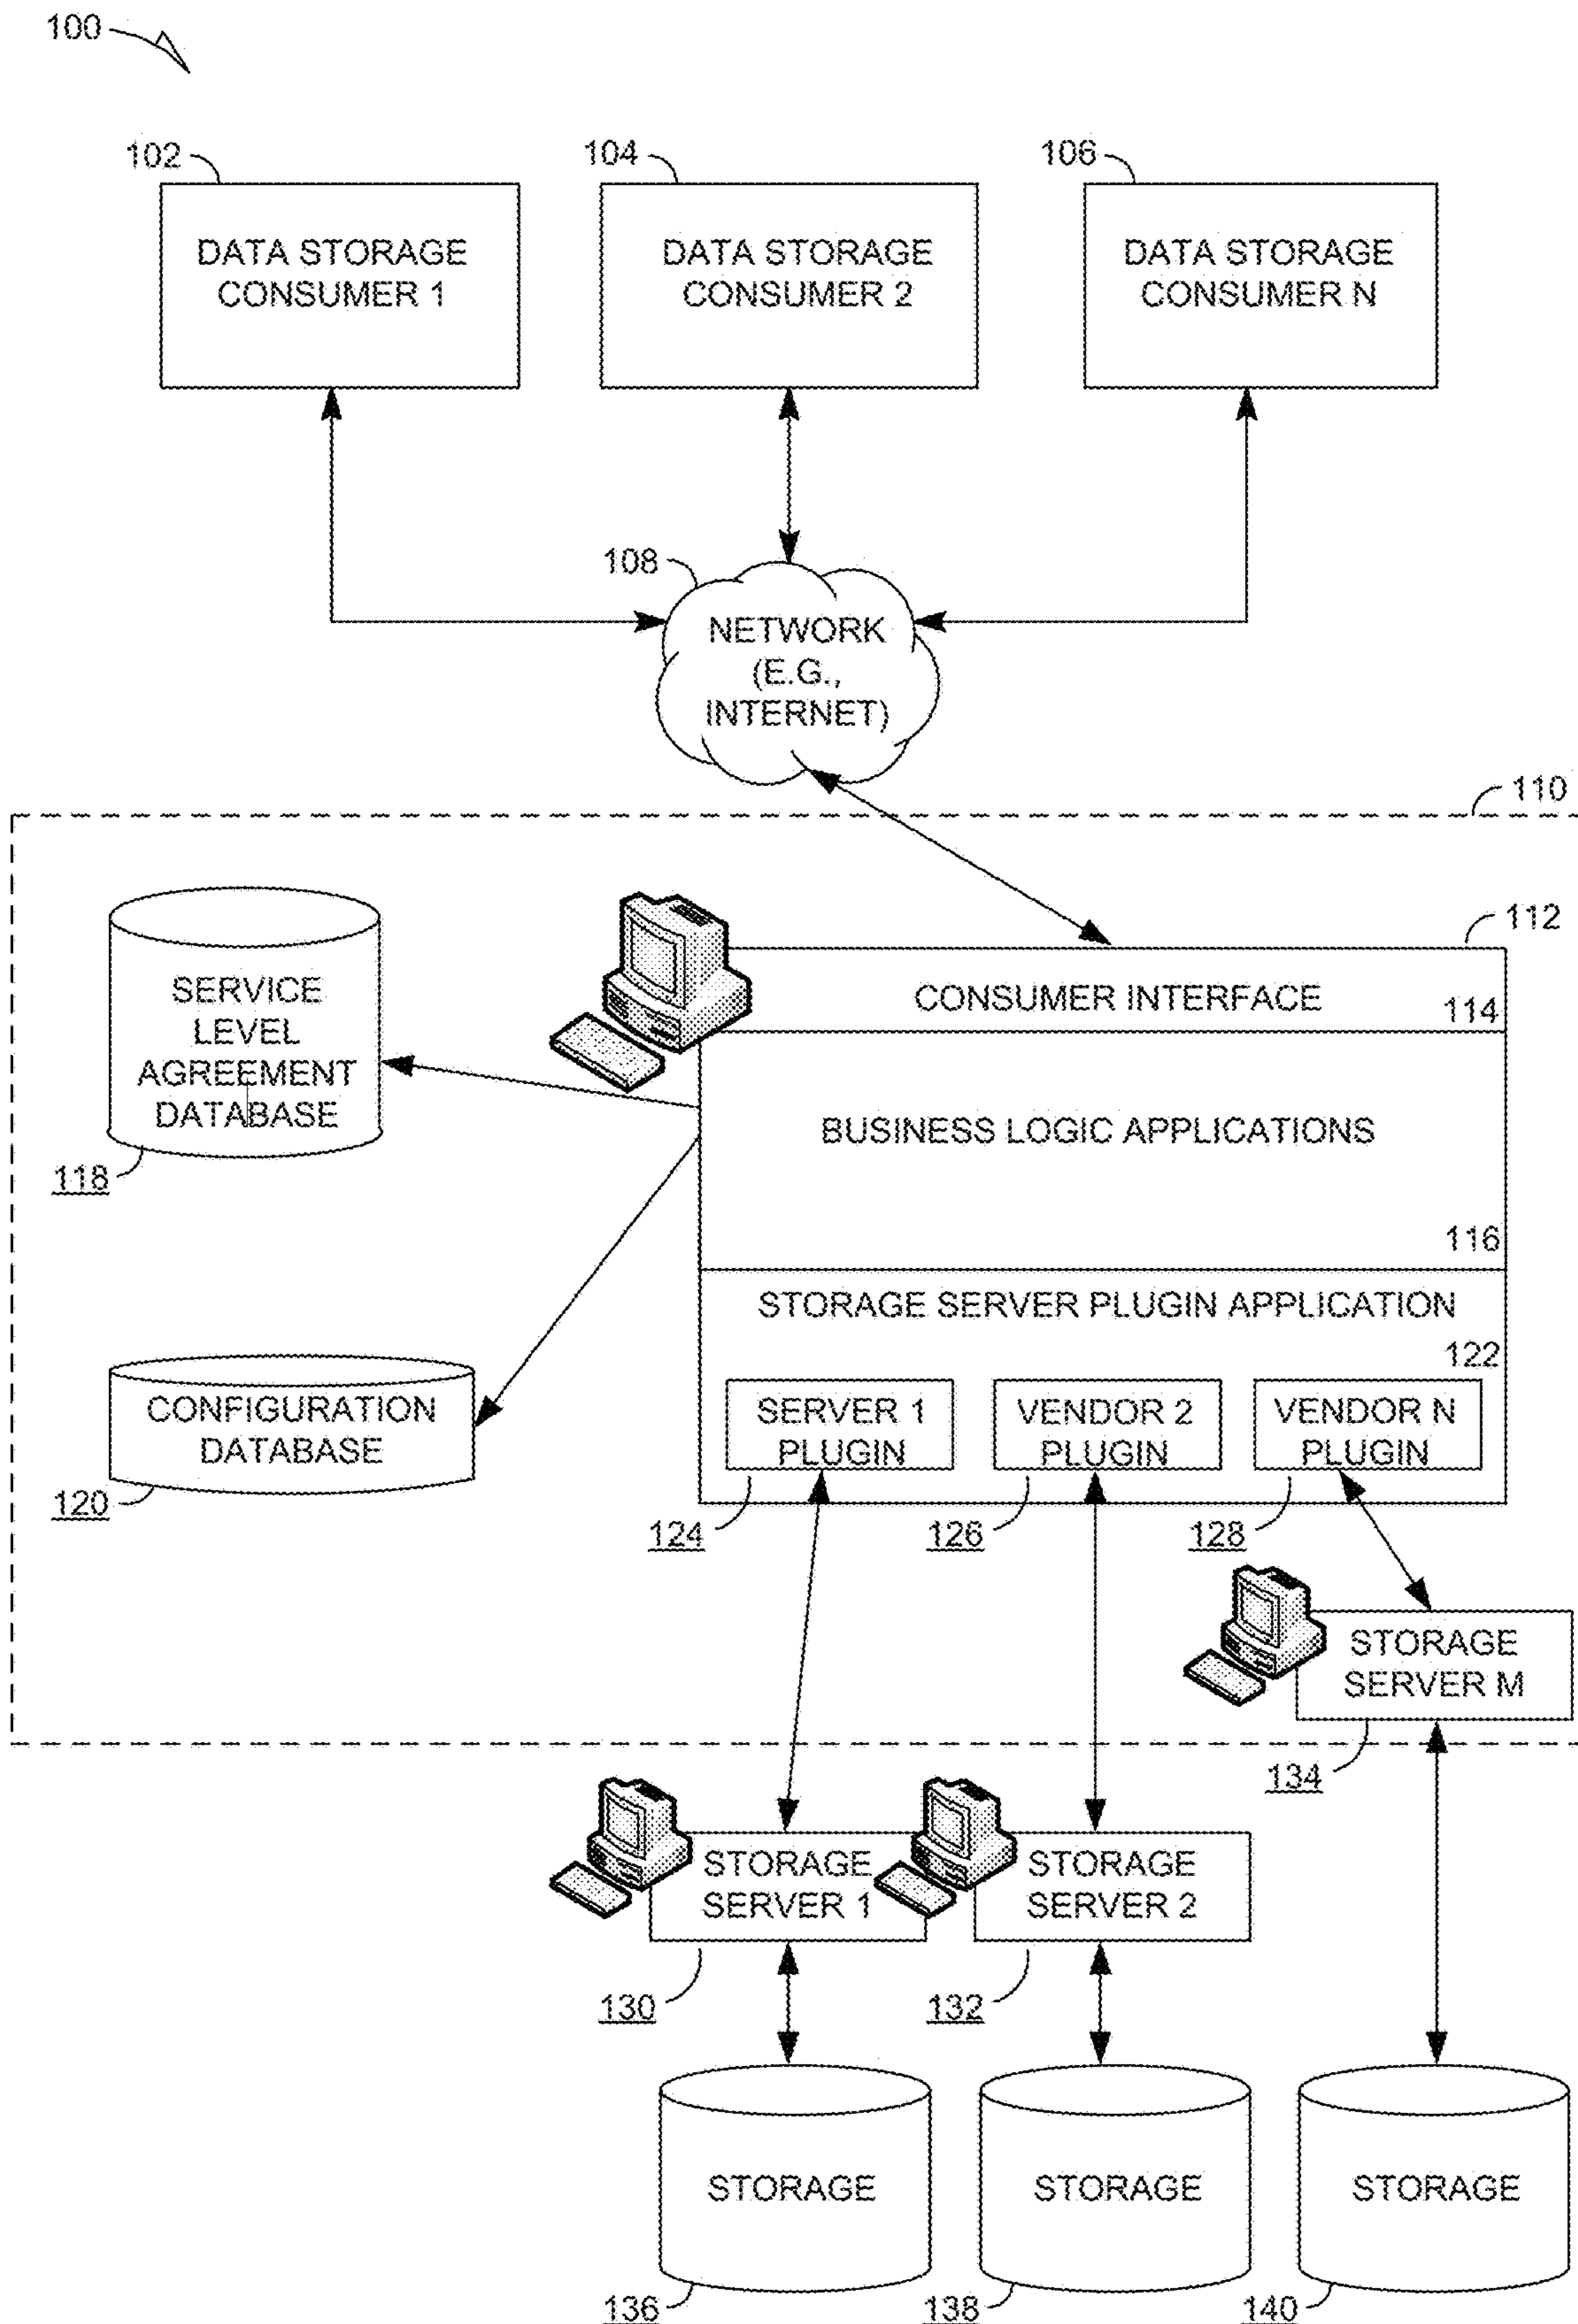 100
102
104
106
DATA STORAGE
CONSUMER 1
DATA STORAGE
CONSUMER 2
DATA STORAGE
CONSUMER N
108
NETWORK
(E.G.,
INTERNET)
110
112
SERVICE
LEVEL
AGREEMENT
DATABASE
118
CONSUMER INTERFACE
114
BUSINESS LOGIC APPLICATIONS
116
STORAGE SERVER PLUGIN APPLICATION
122
CONFIGURATION
DATABASE
120
SERVER 1
PLUGIN
VENDOR 2
PLUGIN
VENDOR N
PLUGIN
124
126
128
STORAGE
SERVER M
134
STORAGE
SERVER 1
STORAGE
SERVER 2
130
132
STORAGE
STORAGE
STORAGE
136
138
140